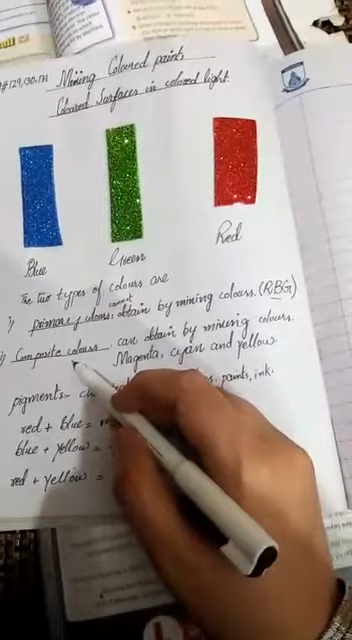 #129,130,131
Mixing Coloured paints
Coloured Surfaces in colored light.
Blue
Green
Red
The two types of colours are
i) primary colours, cannot obtain by mixing colours. (RBG)
ii) Composite colours. can obtain by mixing colours.
Magenta, cyan and yellow.
pigments:- paints, ink.
red + blue =
blue + yellow =
red + yellow =